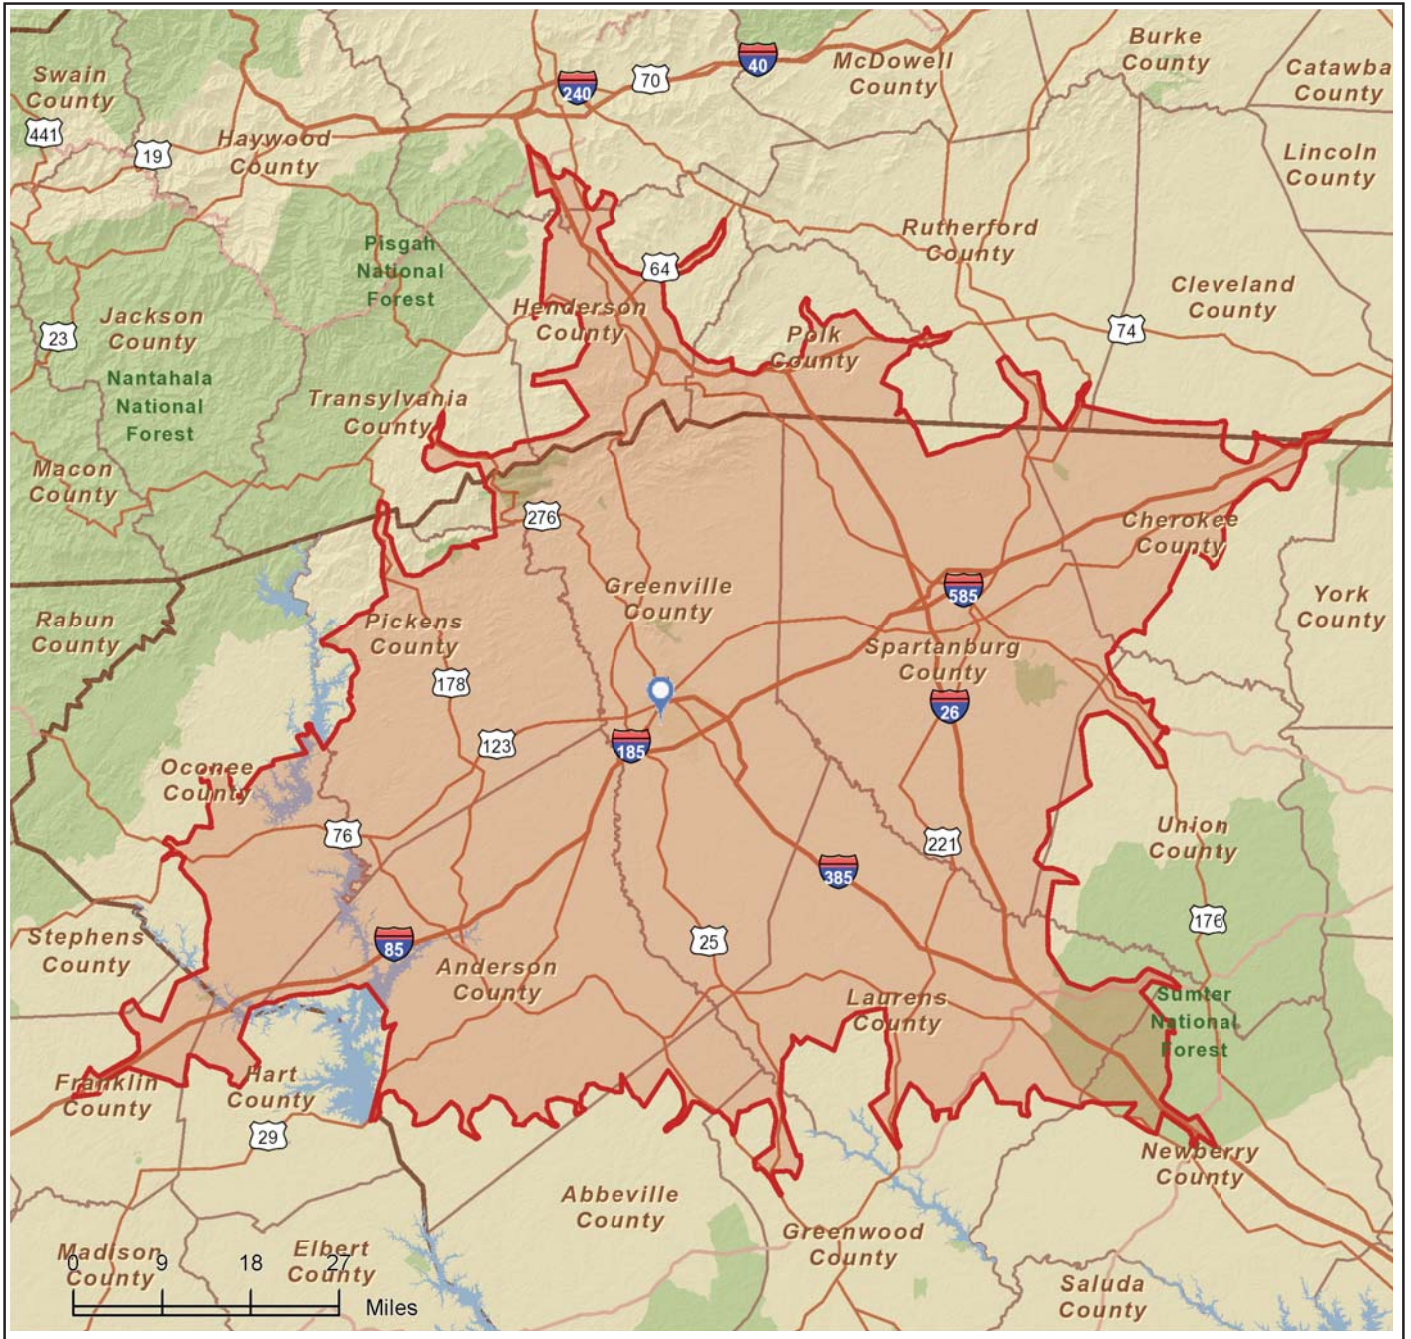 Burke
County
Swain
County
McDowell
County
Catawba
County
40
70
240
441
19
Haywood
County
Lincoln
County
Rutherford
County
Pisgah
National
Forest
64
Cleveland
County
Henderson
County
Jackson
County
23
74
Polk
County
Nantahala
National
Forest
Transylvania
County
Macon
County
276
Cherokee
County
Greenville
County
585
York
County
Rabun
County
Pickens
County
Spartanburg
County
178
26
123
185
Oconee
County
76
Union
County
221
385
176
Stephens
County
85
25
Anderson
County
Laurens
County
Sumter
National
Forest
Franklin
County
Hart
County
29
Newberry
County
Abbeville
County
Greenwood
County
Madison
County
Elbert
County
Saluda
County
0 9 18 27
Miles